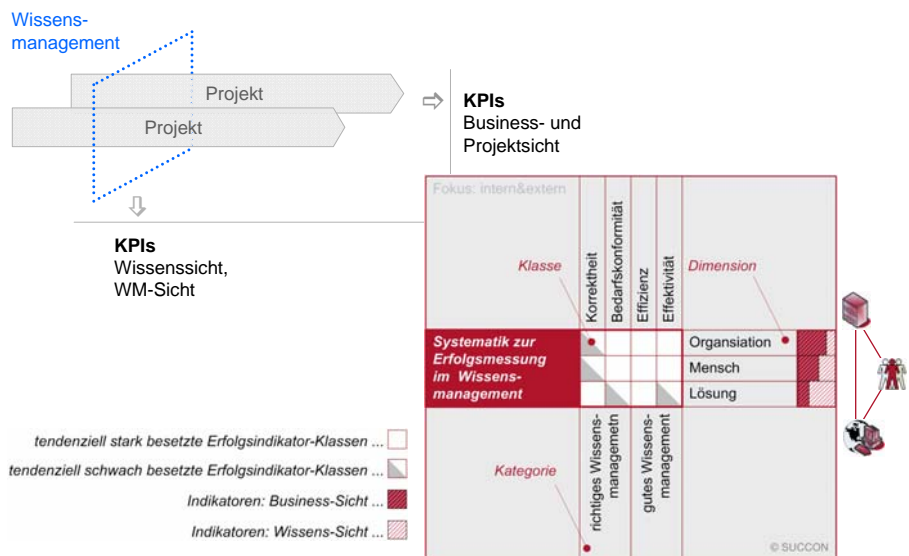 Wissens-
management
Projekt
Projekt
KPIs
Business- und
Projektsicht
KPIs
Wissenssicht,
WM-Sicht
Fokus: intern&extern
Klasse
Korrektheit
Bedarfskonformität
Effizienz
Effektivität
Dimension
Systematik zur
Erfolgsmessung
im Wissens-
management
Organsiation
Mensch
Lösung
Kategorie
richtiges Wissens-
managemetn
gutes Wissens-
management
tendenziell stark besetzte Erfolgsindikator-Klassen ...
tendenziell schwach besetzte Erfolgsindikator-Klassen ...
Indikatoren: Business-Sicht ...
Indikatoren: Wissens-Sicht ...
© SUCCON